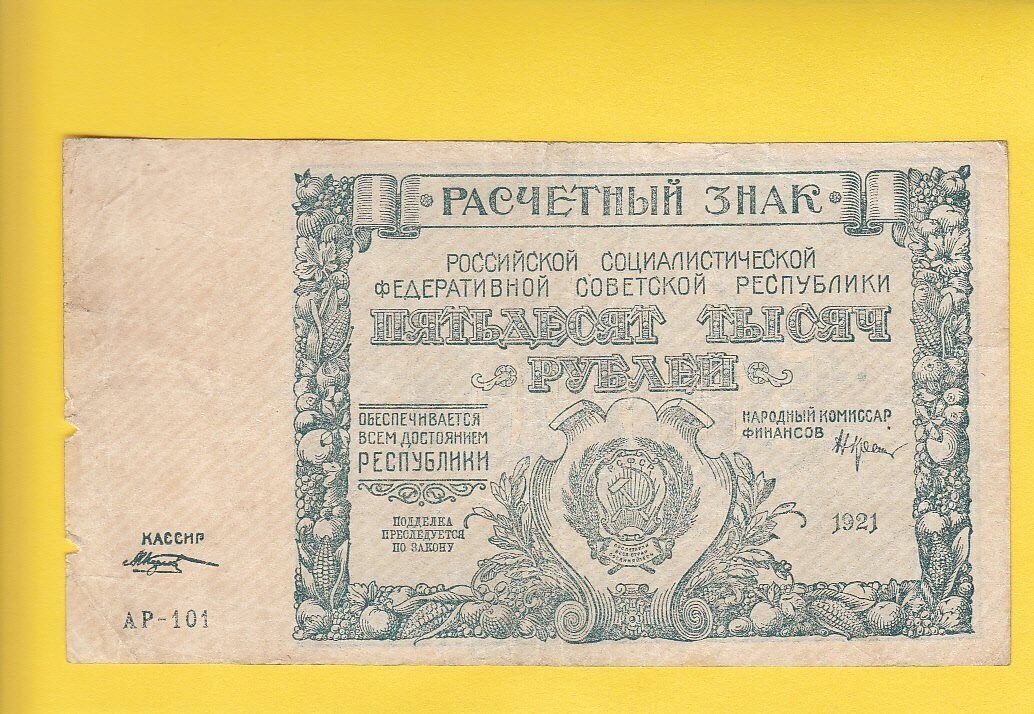 РАСЧЕТНЫЙ ЗНАК
РОССИЙСКОЙ СОЦИАЛИСТИЧЕСКОЙ
ФЕДЕРАТИВНОЙ СОВЕТСКОЙ РЕСПУБЛИКИ
ПЯТЬДЕСЯТ ТЫСЯЧ
РУБЛЕЙ
ОБЕСПЕЧИВАЕТСЯ
ВСЕМ ДОСТОЯНИЕМ
РЕСПУБЛИКИ
НАРОДНЫЙ КОМИССАР
ФИНАНСОВ
ПОДДЕЛКА
ПРЕСЛЕДУЕТСЯ
ПО ЗАКОНУ
РСФСР
1921
КАССИР
АР-101